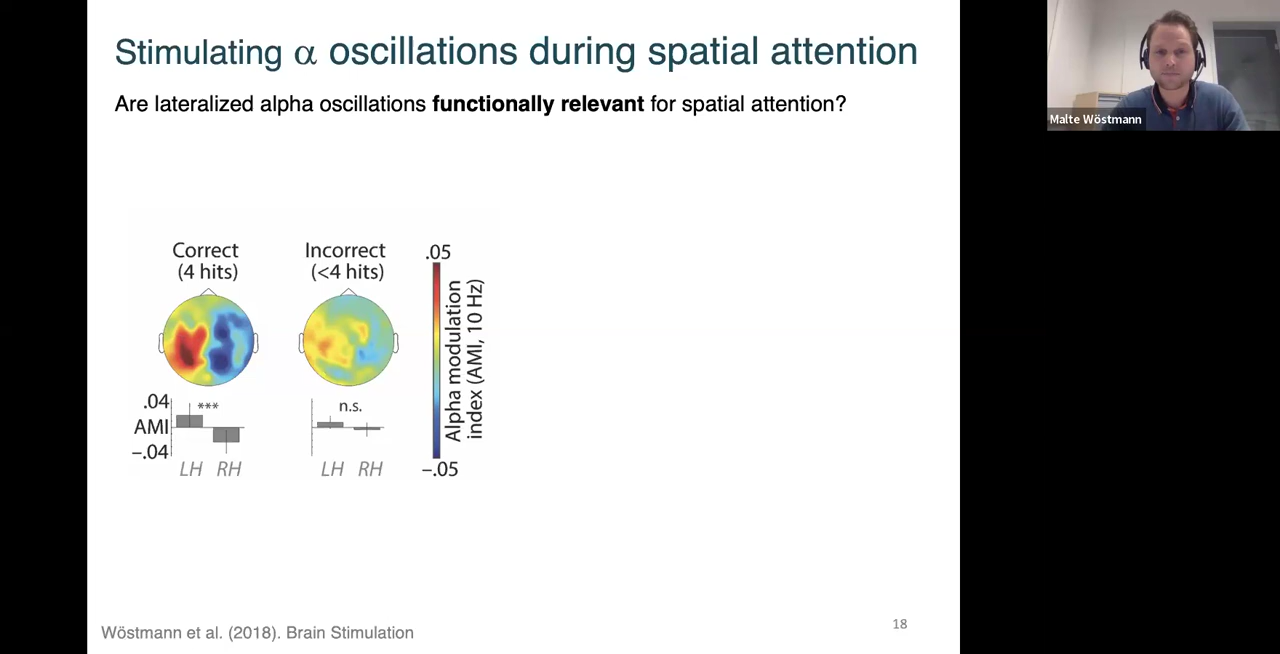 Stimulating α oscillations during spatial attention
Are lateralized alpha oscillations functionally relevant for spatial attention?
Malte Wöstmann
Correct
(4 hits)
Incorrect
(<4 hits)
.05
Alpha modulation
index (AMI, 10 Hz)
–.05
.04
AMI
–.04
***
LH RH
n.s.
LH RH
Wöstmann et al. (2018). Brain Stimulation
18